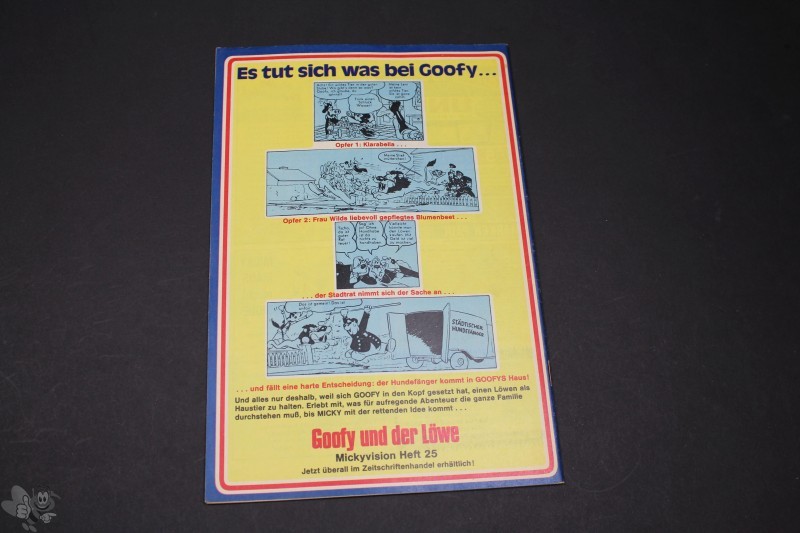 Es tut sich was bei Goofy...
Opfer 1: Klarabella...
Opfer 2: Frau Wilde liebevoll gepflegtes Blumenbeet...
...der Stadtrat nimmt sich der Sache an...
STÄDTISCHER
HUNDEFÄNGER
...und fällt eine harte Entscheidung: der Hundefänger kommt in GOOFYS Haus!
Und alles nur deshalb, weil sich GOOFY in den Kopf gesetzt hat, einen Löwen als
Haustier zu halten. Erlebt mit, was für aufregende Abenteuer die ganze Familie
durchstehen muß, bis MICKY mit der rettenden Idee kommt...
Goofy und der Löwe
Mickyvision Heft 25
Jetzt überall im Zeitschriftenhandel erhältlich!